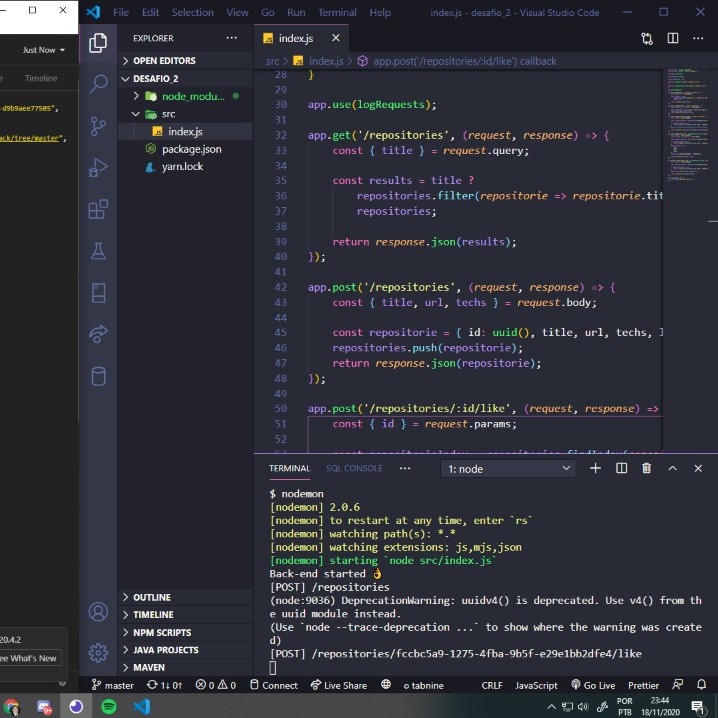 File Edit Selection View Go Run Terminal Help index.js - desafio_2 - Visual Studio Code
Just Now
Timeline
-d9b9aee77505",
ack/tree/master",
20.4.2
See What's New
EXPLORER
OPEN EDITORS
DESAFIO_2
node_modu...
src
index.js
package.json
yarn.lock
OUTLINE
TIMELINE
NPM SCRIPTS
JAVA PROJECTS
MAVEN
index.js
src > index.js > app.post('/repositories/:id/like') callback
28 }
29
30 app.use(logRequests);
31
32 app.get('/repositories', (request, response) => {
33 const { title } = request.query;
34
35 const results = title ?
36 repositories.filter(repositorie => repositorie.tit
37 repositories;
38
39 return response.json(results);
40 });
41
42 app.post('/repositories', (request, response) => {
43 const { title, url, techs } = request.body;
44
45 const repositorie = { id: uuid(), title, url, techs, l
46 repositories.push(repositorie);
47 return response.json(repositorie);
48 });
49
50 app.post('/repositories/:id/like', (request, response) =>
51 const { id } = request.params;
52
TERMINAL SQL CONSOLE ... 1: node
$ nodemon
[nodemon] 2.0.6
[nodemon] to restart at any time, enter `rs`
[nodemon] watching path(s): *.*
[nodemon] watching extensions: js,mjs,json
[nodemon] starting `node src/index.js`
Back-end started 👌
[POST] /repositories
(node:9036) DeprecationWarning: uuidv4() is deprecated. Use v4() from th
e uuid module instead.
(Use `node --trace-deprecation ...` to show where the warning was create
d)
[POST] /repositories/fccbc5a9-1275-4fba-9b5f-e29e1bb2dfe4/like
master 1↓ 0↑ 0 0 Connect Live Share tabnine CRLF JavaScript Go Live Prettier
POR
PTB
23:44
18/11/2020
1